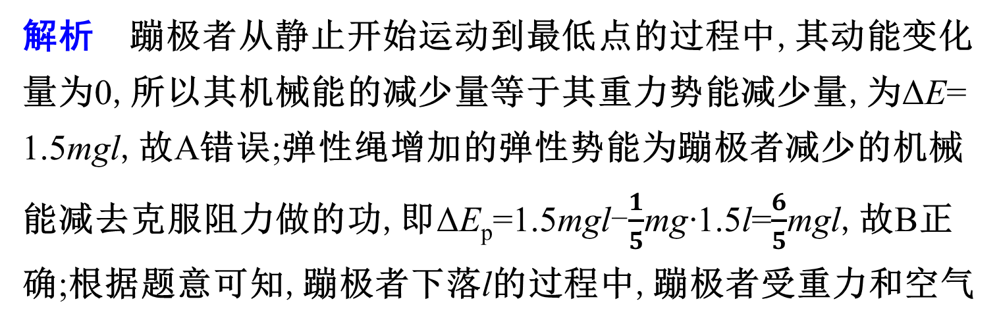 解析　蹦极者从静止开始运动到最低点的过程中, 其动能变化
量为0, 所以其机械能的减少量等于其重力势能减少量, 为ΔE=
1.5mgl, 故A错误;弹性绳增加的弹性势能为蹦极者减少的机械
能减去克服阻力做的功, 即ΔEp=1.5mgl−1/5mg·1.5l=6/5mgl, 故B正
确;根据题意可知, 蹦极者下落l的过程中, 蹦极者受重力和空气